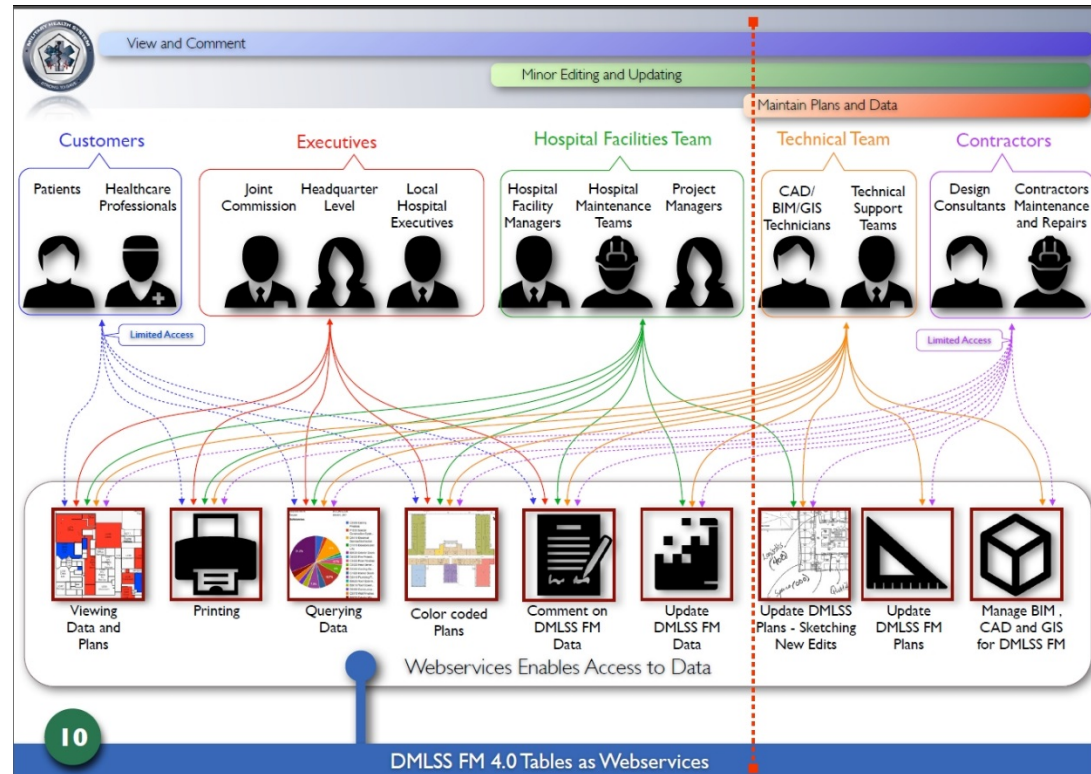 View and Comment
Minor Editing and Updating
Maintain Plans and Data
Customers
Executives
Hospital Facilities Team
Technical Team
Contractors
Patients
Healthcare
Professionals
Joint
Commission
Headquarter
Level
Local
Hospital
Executives
Hospital
Facility
Managers
Hospital
Maintenance
Teams
Project
Managers
CAD/
BIM/GIS
Technicians
Technical
Support
Teams
Design
Consultants
Contractors
Maintenance
and Repairs
Limited Access
Limited Access
Viewing
Data and
Plans
Printing
Querying
Data
Color coded
Plans
Comment on
DMLSS FM
Data
Update
DMLSS FM
Data
Update DMLSS
Plans - Sketching
New Edits
Update
DMLSS FM
Plans
Manage BIM ,
CAD and GIS
for DMLSS FM
Webservices Enables Access to Data
10
DMLSS FM 4.0 Tables as Webservices